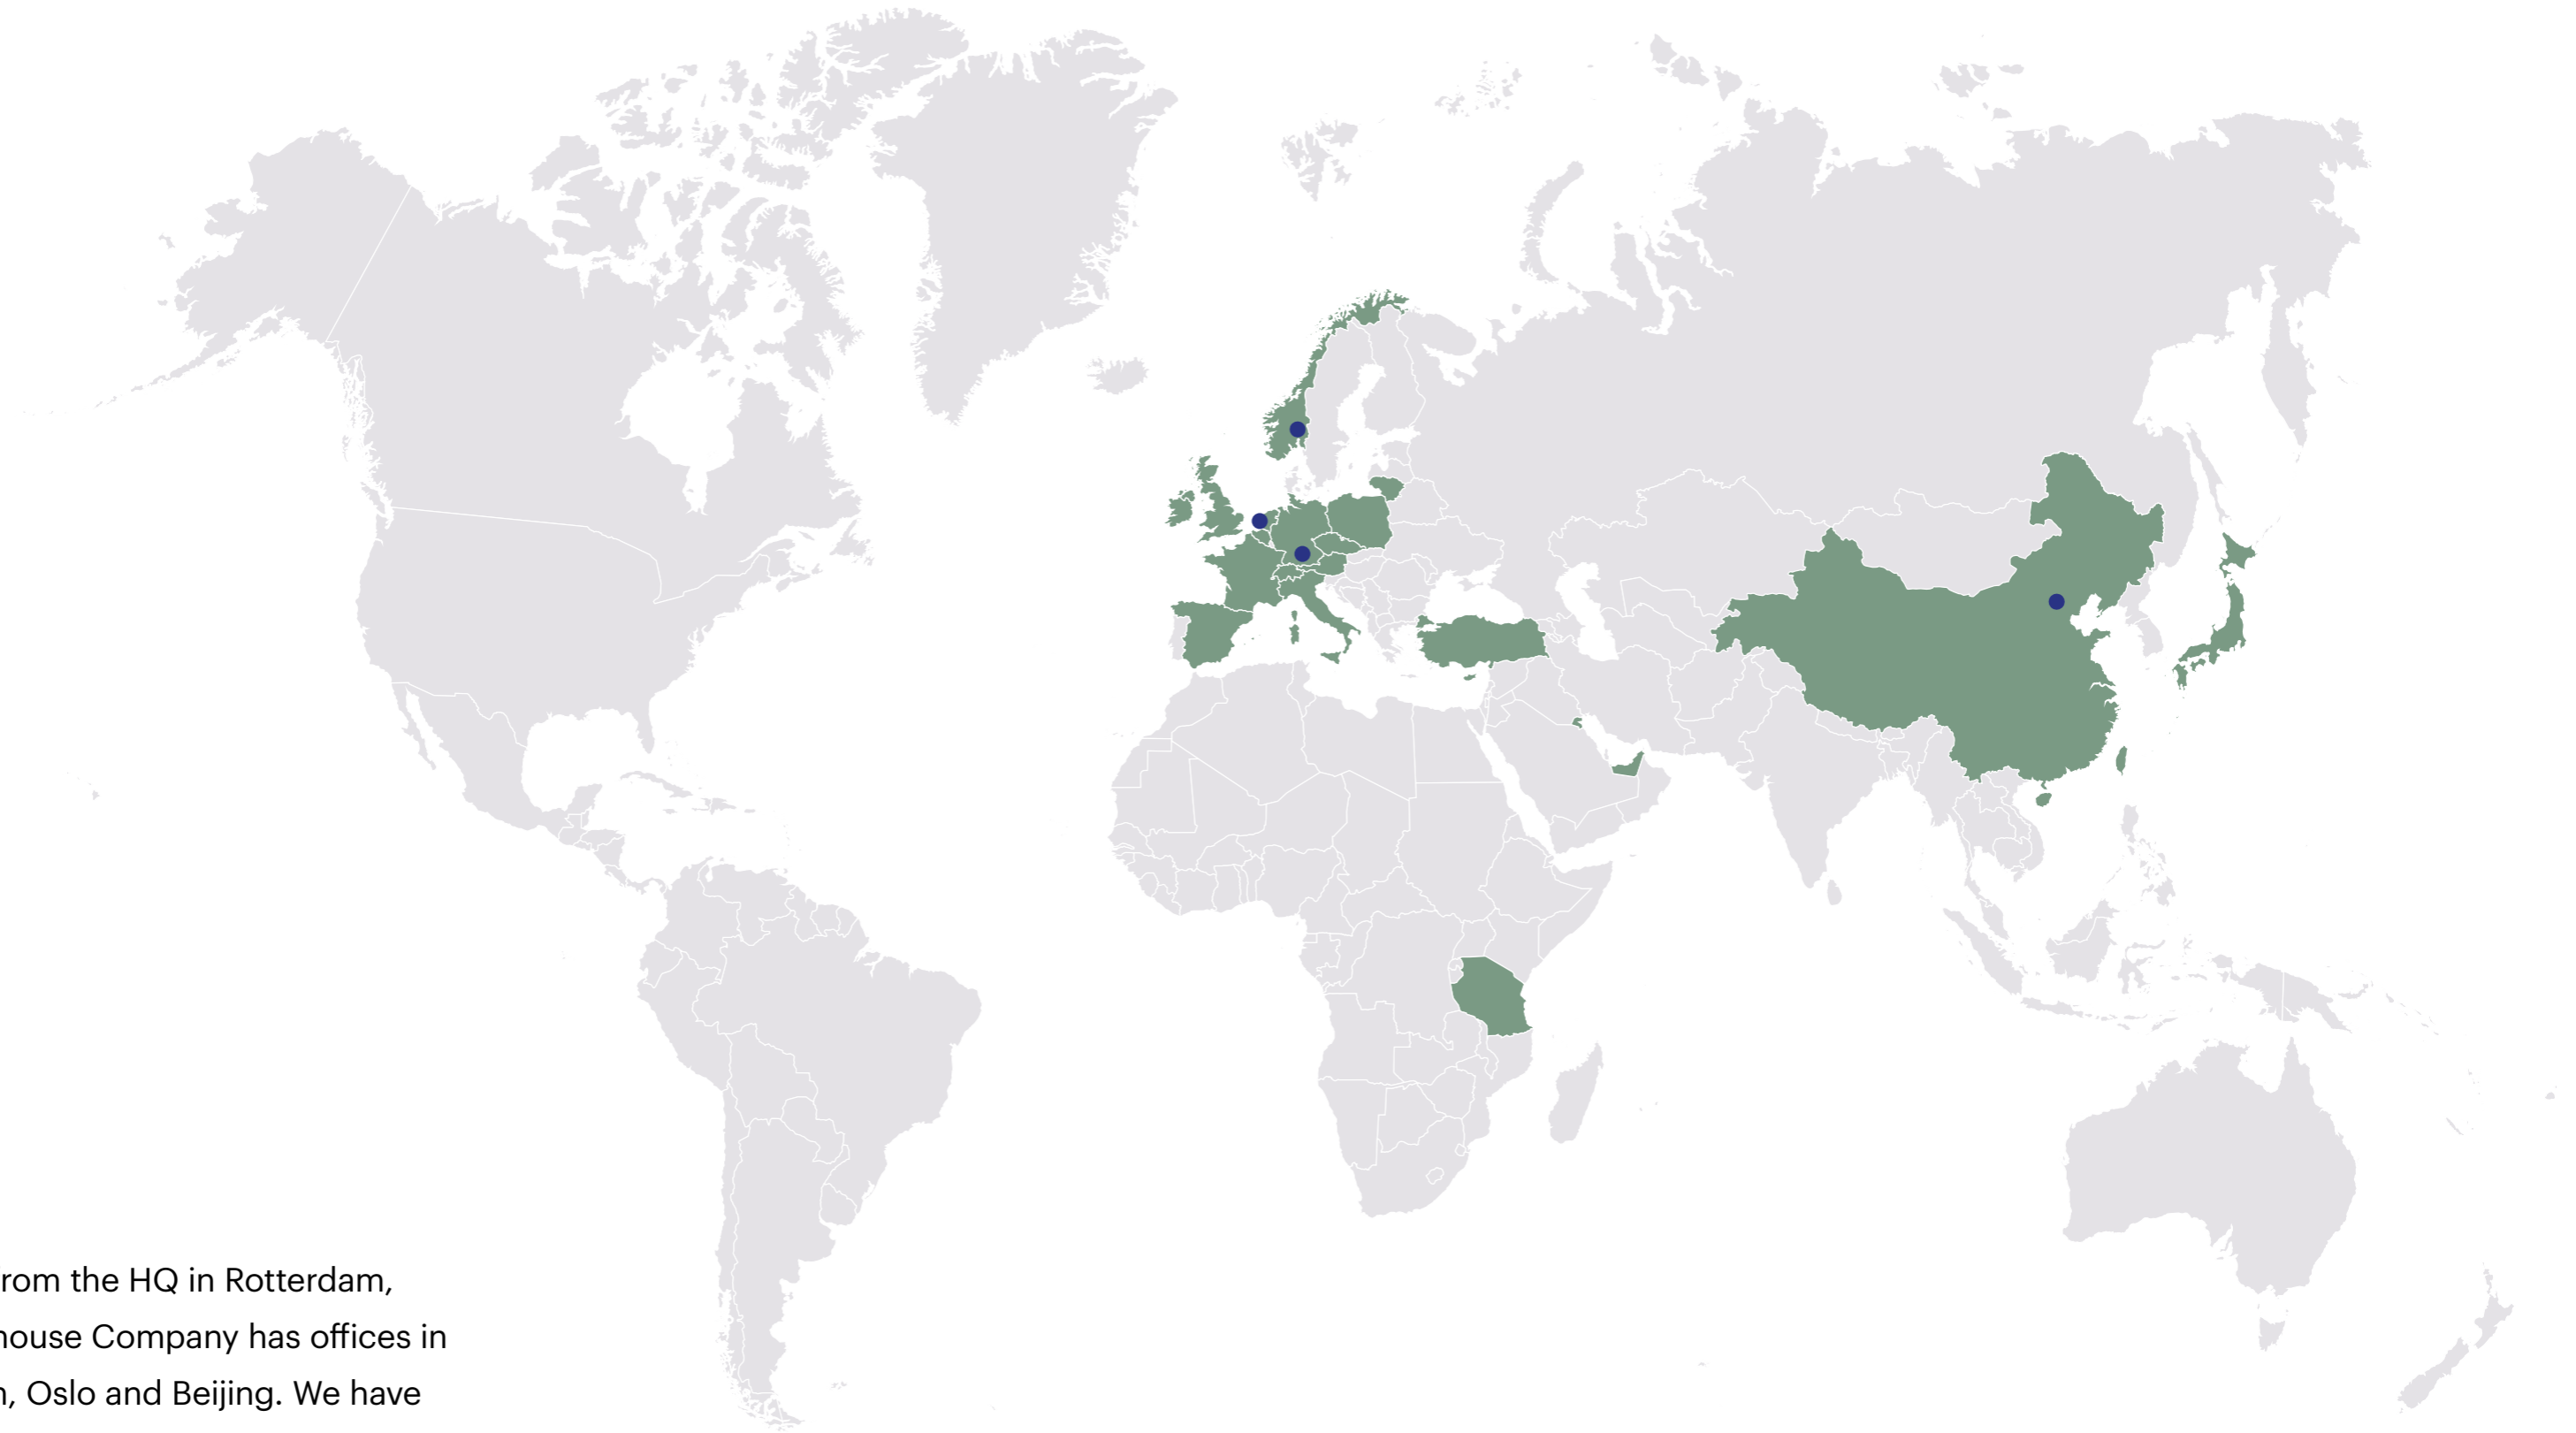 rom the HQ in Rotterdam,
house Company has offices in
, Oslo and Beijing. We have